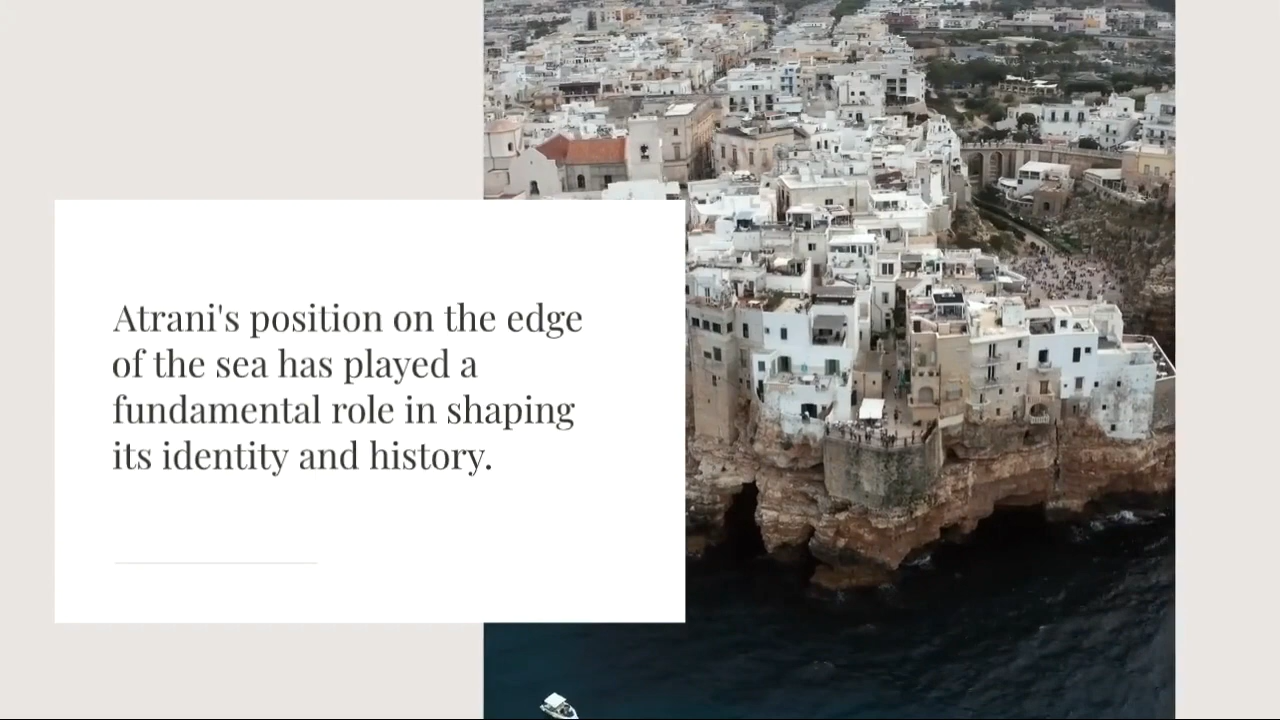 Atrani's position on the edge
of the sea has played a
fundamental role in shaping
its identity and history.